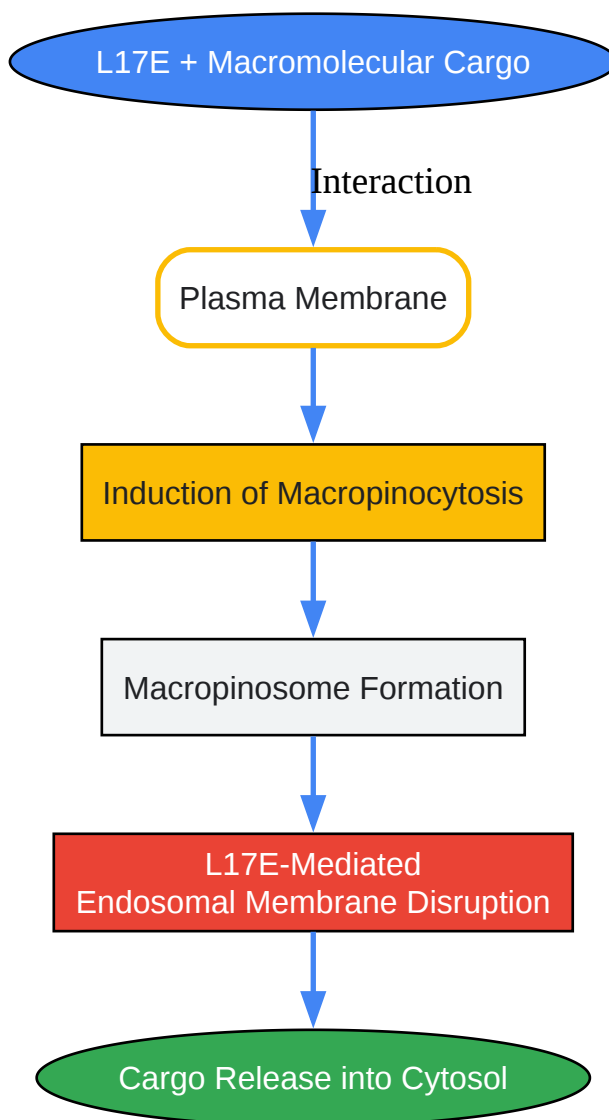 L17E + Macromolecular Cargo
Interaction
Plasma Membrane
Induction of Macropinocytosis
Macropinosome Formation
L17E-Mediated
Endosomal Membrane Disruption
Cargo Release into Cytosol